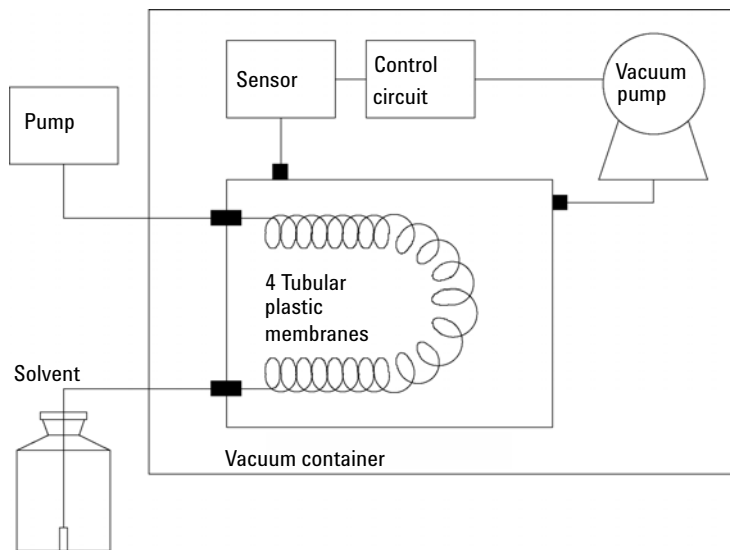 Sensor
Control
circuit
Vacuum
pump
Pump
4 Tubular
plastic
membranes
Solvent
Vacuum container